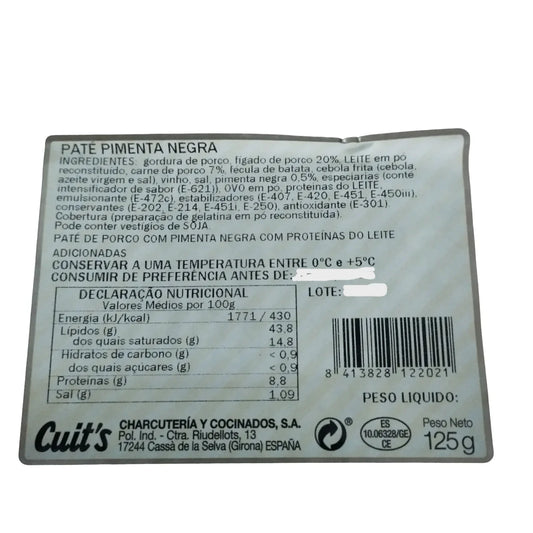 PATÉ PIMENTA NEGRA
INGREDIENTES: gordura de porco, fígado de porco 20%, LEITE em pó
reconstituído, carne de porco 7%, fécula de batata, cebola frita (cebola,
azeite virgem e sal), vinho, sal, pimenta negra 0,5%, especiarias (conté
intensificador de sabor (E-621)), OVO em pó, proteínas do LEITE,
emulsionante (E-472c), estabilizadores (E-407, E-420, E-451, E-450iii),
conservantes (E-202, E-214, E-451, E-250), antioxidante (E-301).
Cobertura (preparação de gelatina em pó reconstituída).
Pode conter vestígios de SOJA.
PATÉ DE PORCO COM PIMENTA NEGRA COM PROTEÍNAS DO LEITE
ADICIONADAS
CONSERVAR A UMA TEMPERATURA ENTRE 0°C e +5°C
CONSUMIR DE PREFERÊNCIA ANTES DE:
DECLARAÇÃO NUTRICIONAL
Valores Médios por 100g
Energia (kJ/kcal) 1771 / 430
Lípidos (g) 43,8
dos quais saturados (g) 14,8
Hidratos de carbono (g) < 0,9
dos quais açúcares (g) < 0,9
Proteínas (g) 8,8
Sal (g) 1,09
LOTE:
8 413828 122021
PESO LIQUIDO:
Cuit's
CHARCUTERÍA Y COCINADOS, S.A.
Pol. Ind. - Ctra. Riudellots, 13
17244 Cassà de la Selva (Girona) ESPAÑA
®
ES
10.06328/GE
CE
Peso Neto
125 g